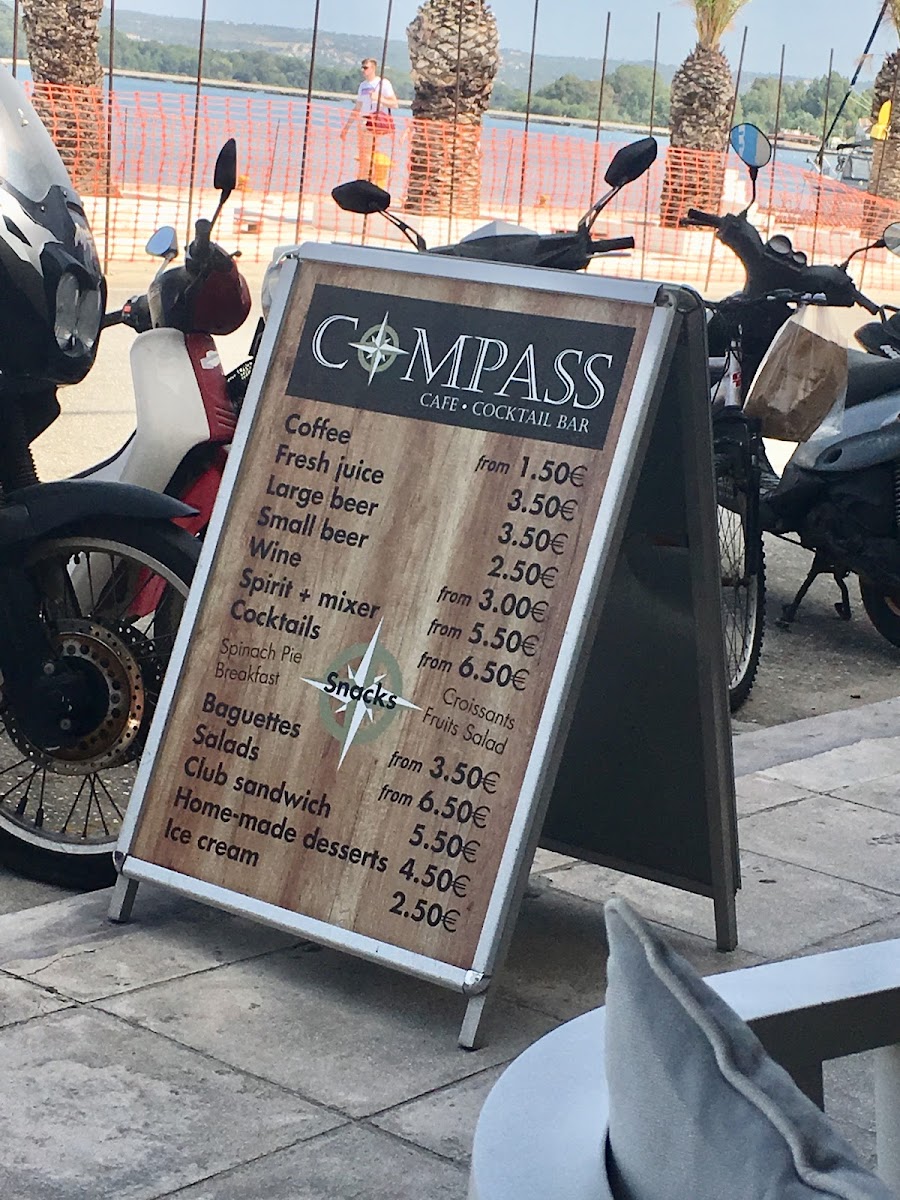 COMPASS
CAFE • COCKTAIL BAR
Coffee from 1.50€
Fresh juice 3.50€
Large beer 3.50€
Small beer 2.50€
Wine from 3.00€
Spirit + mixer from 5.50€
Cocktails from 6.50€
Spinach Pie Croissants
Breakfast Fruits Salad
Snacks
Baguettes from 3.50€
Salads from 6.50€
Club sandwich 5.50€
Home-made desserts 4.50€
Ice cream 2.50€